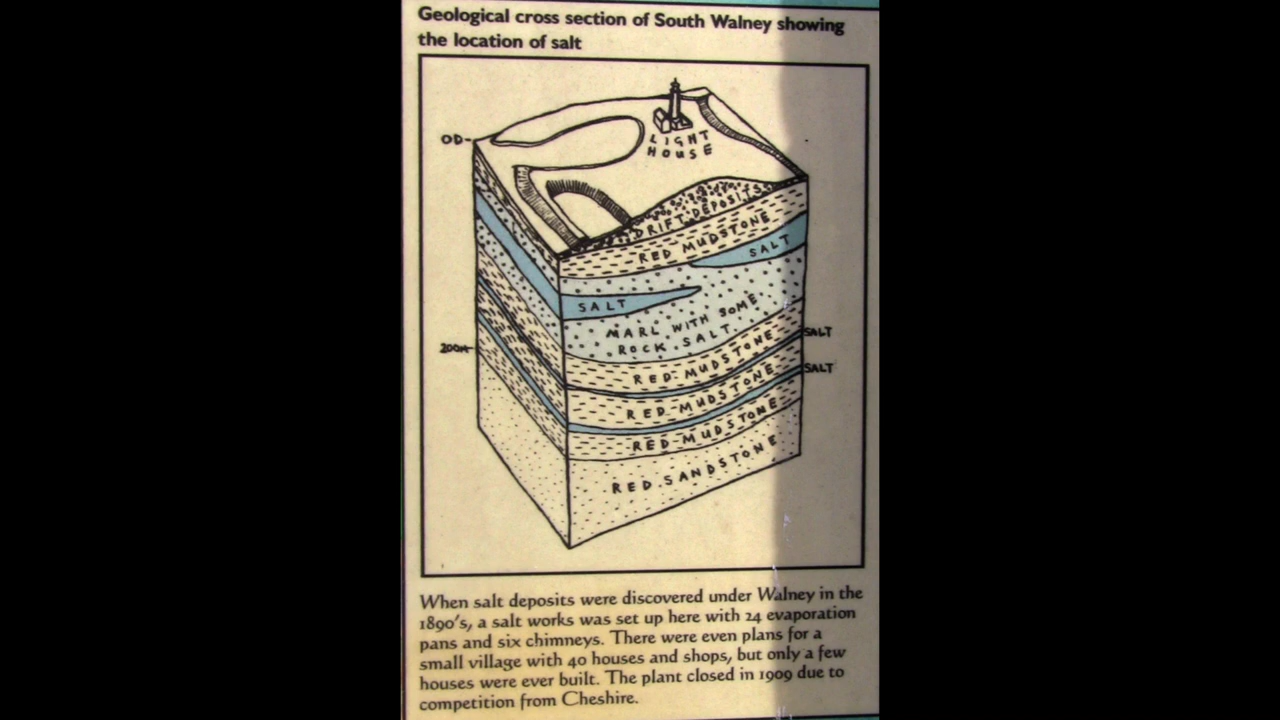 Geological cross section of South Walney showing
the location of salt
OD
LIGHT
HOUSE
DRIFT DEPOSITS
RED MUDSTONE
SALT
SALT
MARL WITH SOME
ROCK SALT
SALT
200M
RED MUDSTONE
SALT
RED MUDSTONE
RED MUDSTONE
RED SANDSTONE
When salt deposits were discovered under Walney in the
1890's, a salt works was set up here with 24 evaporation
pans and six chimneys. There were even plans for a
small village with 40 houses and shops, but only a few
houses were ever built. The plant closed in 1909 due to
competition from Cheshire.